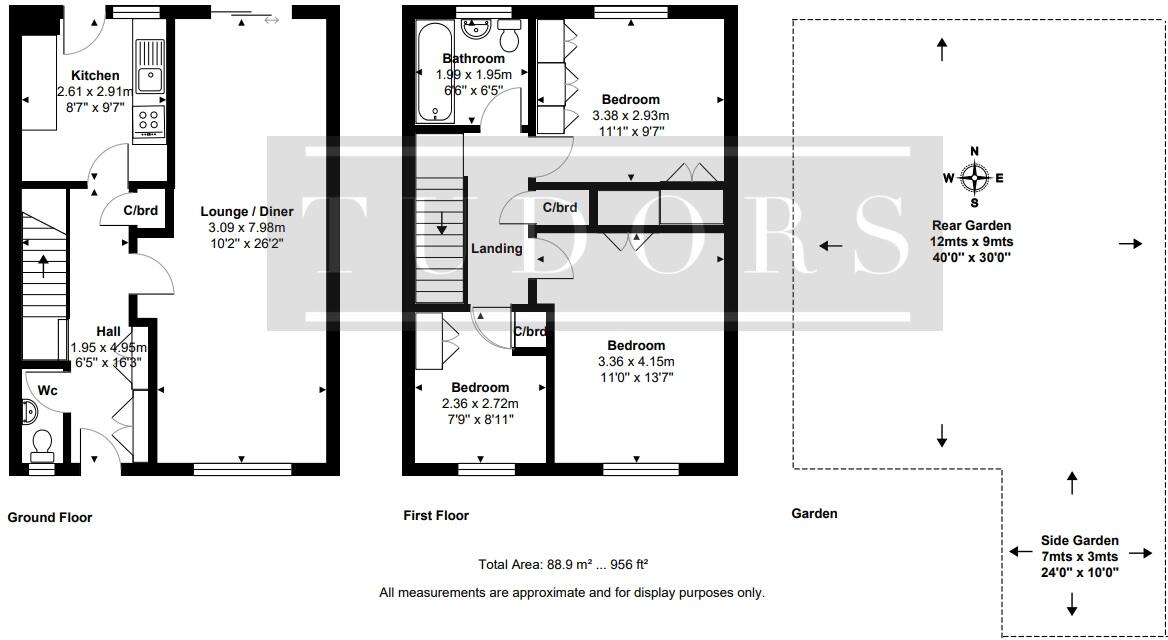 Kitchen
2.61 x 2.91m
8'7" x 9'7"
C/brd
Lounge / Diner
3.09 x 7.98m
10'2" x 26'2"
Hall
1.95 x 4.95m
6'5" x 16'3"
Wc
Ground Floor
Bathroom
1.99 x 1.95m
6'6" x 6'5"
Bedroom
3.38 x 2.93m
11'1" x 9'7"
C/brd
Landing
C/brd
Bedroom
3.36 x 4.15m
11'0" x 13'7"
Bedroom
2.36 x 2.72m
7'9" x 8'11"
First Floor
TUDORS
N
W E
S
Rear Garden
12mts x 9mts
40'0" x 30'0"
Garden
Side Garden
7mts x 3mts
24'0" x 10'0"
Total Area: 88.9 m² ... 956 ft²
All measurements are approximate and for display purposes only.